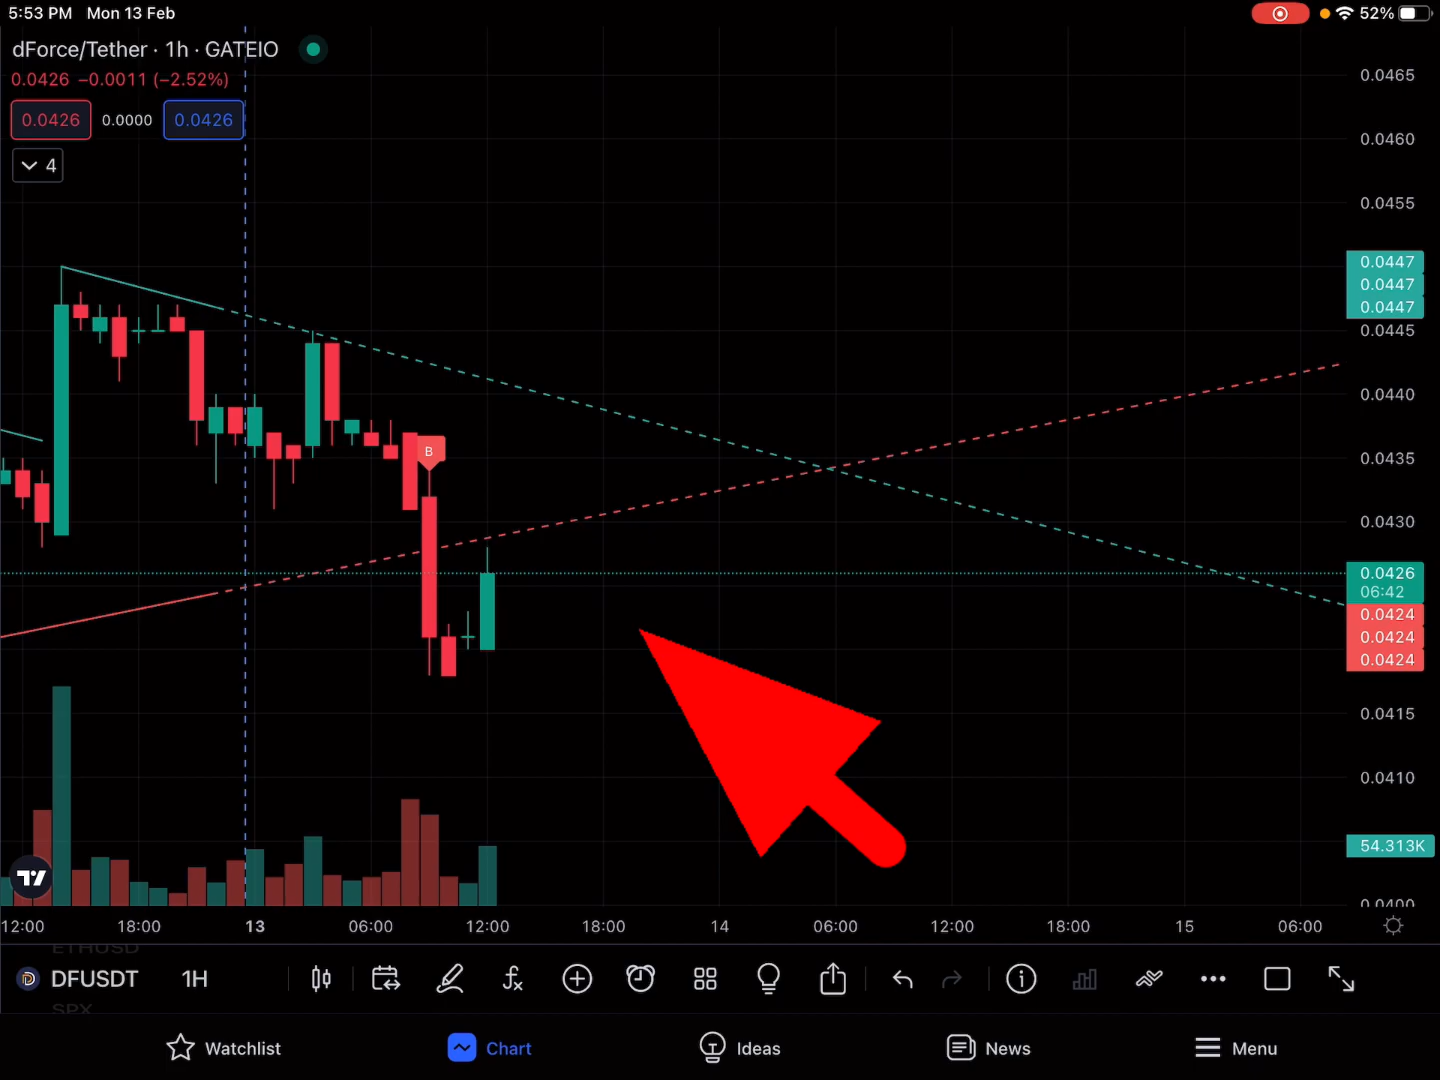 5:53 PM Mon 13 Feb 52%
dForce/Tether · 1h · GATEIO
0.0426 −0.0011 (−2.52%)
0.0426 0.0000 0.0426
4
B
0.0465
0.0460
0.0455
0.0447
0.0447
0.0447
0.0445
0.0440
0.0435
0.0430
0.0426
06:42
0.0424
0.0424
0.0424
0.0415
0.0410
54.313K
0.0400
12:00 18:00 13 06:00 12:00 18:00 14 06:00 12:00 18:00 15 06:00
ETHUSD
DFUSDT 1H
SPX
Watchlist Chart Ideas News Menu